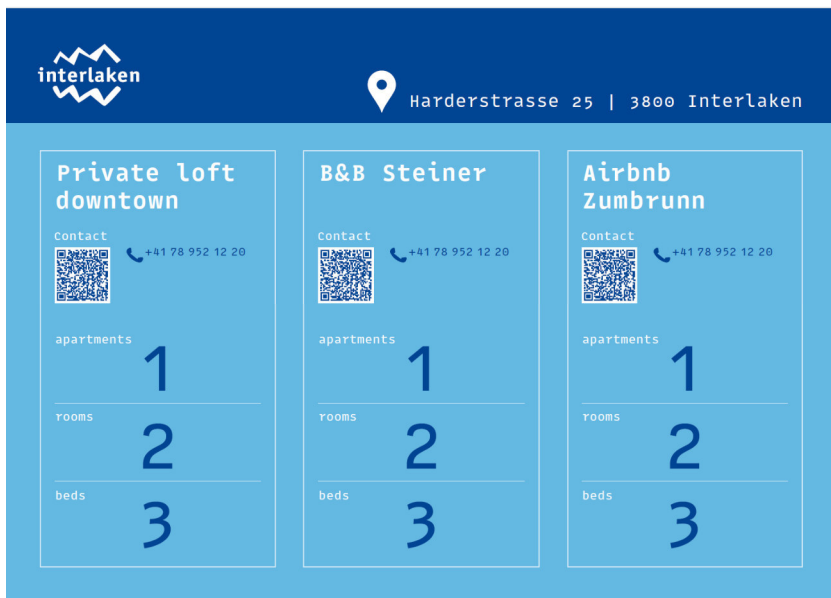 interlaken
Harderstrasse 25 | 3800 Interlaken
Private loft
downtown
Contact
+41 78 952 12 20
apartments
1
rooms
2
beds
3
B&B Steiner
Contact
+41 78 952 12 20
apartments
1
rooms
2
beds
3
Airbnb
Zumbrunn
Contact
+41 78 952 12 20
apartments
1
rooms
2
beds
3